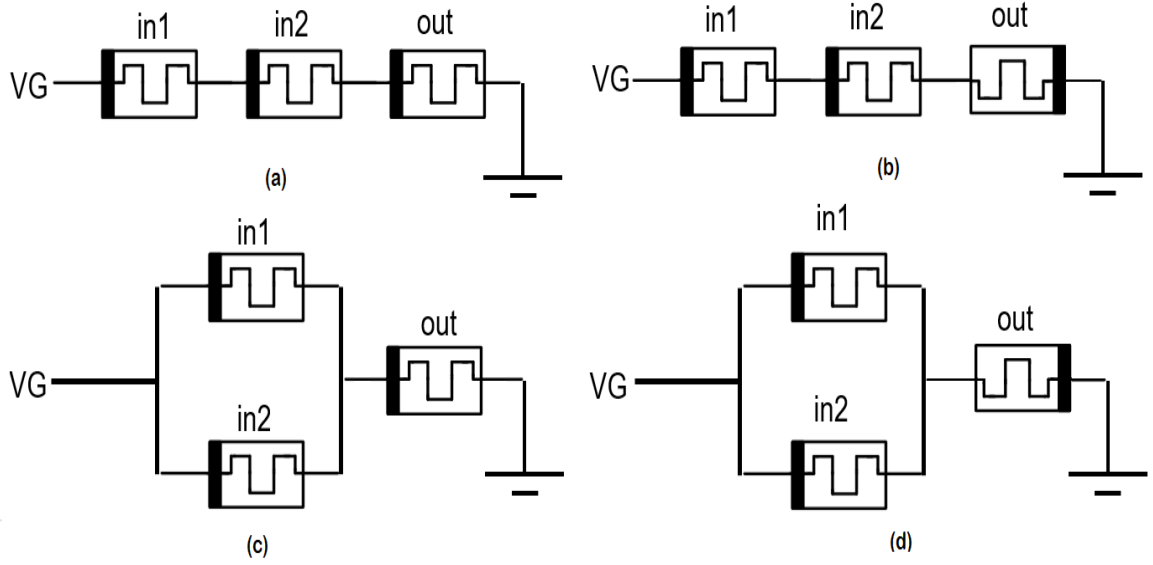 in1 in2 out
VG
(a)
in1 in2 out
VG
(b)
in1
out
VG
in2
(c)
in1
out
VG
in2
(d)